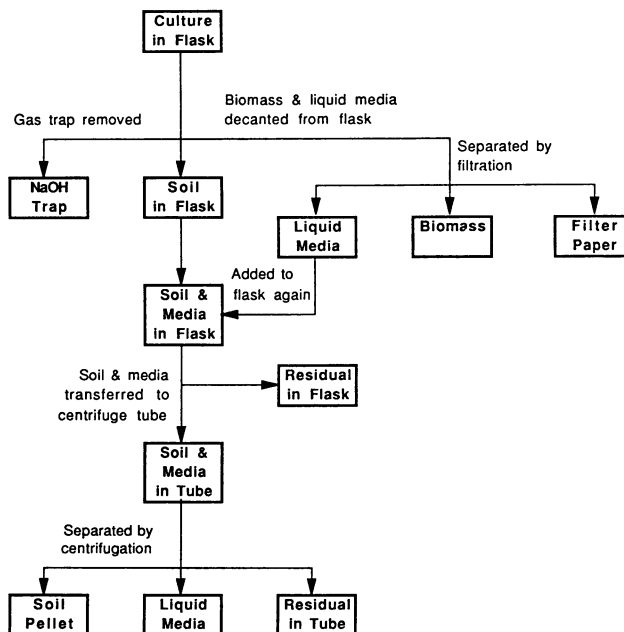 Culture
in Flask
Gas trap removed
Biomass & liquid media
decanted from flask
Separated by
filtration
NaOH
Trap
Soil
in Flask
Liquid
Media
Biomass
Filter
Paper
Added to
flask again
Soil &
Media
in Flask
Soil & media
transferred to
centrifuge tube
Residual
in Flask
Soil &
Media
in Tube
Separated by
centrifugation
Soil
Pellet
Liquid
Media
Residual
in Tube